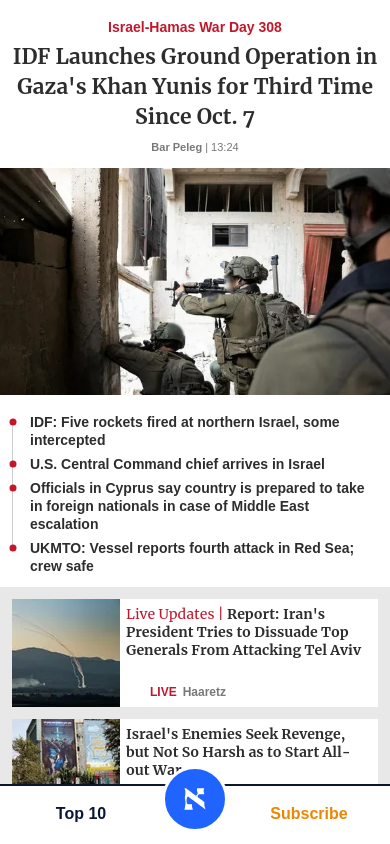 Israel-Hamas War Day 308
IDF Launches Ground Operation in
Gaza's Khan Yunis for Third Time
Since Oct. 7
Bar Peleg | 13:24
IDF: Five rockets fired at northern Israel, some
intercepted
U.S. Central Command chief arrives in Israel
Officials in Cyprus say country is prepared to take
in foreign nationals in case of Middle East
escalation
UKMTO: Vessel reports fourth attack in Red Sea;
crew safe
Live Updates | Report: Iran's
President Tries to Dissuade Top
Generals From Attacking Tel Aviv
LIVE Haaretz
Israel's Enemies Seek Revenge,
but Not So Harsh as to Start All-
out War
Top 10
א
Subscribe